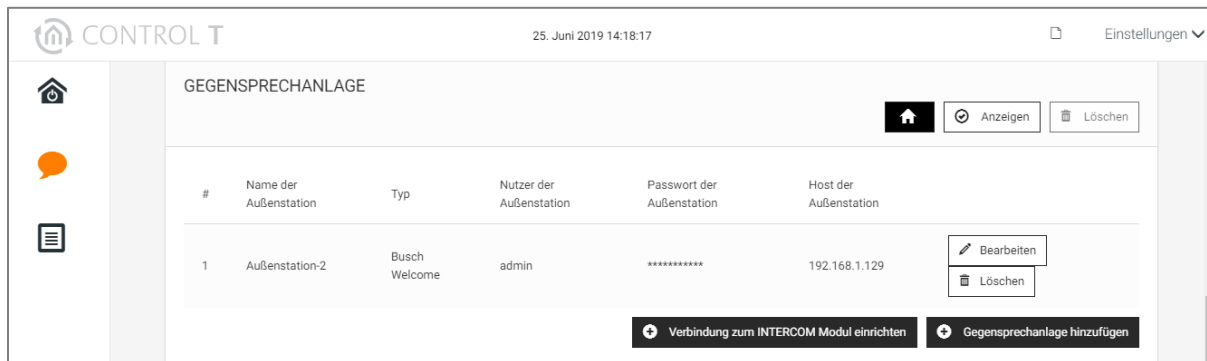 CONTROL T
25. Juni 2019 14:18:17
Einstellungen
GEGENSPRECHANLAGE
Anzeigen
Löschen
# Name der Außenstation Typ Nutzer der Außenstation Passwort der Außenstation Host der Außenstation
1 Außenstation-2 Busch Welcome admin *********** 192.168.1.129
Bearbeiten
Löschen
Verbindung zum INTERCOM Modul einrichten
Gegensprechanlage hinzufügen